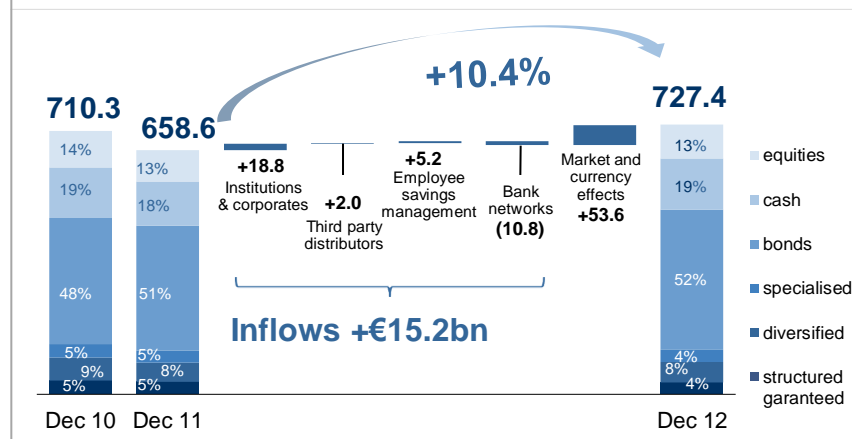 +10.4%
710.3
658.6
727.4
14%
19%
48%
5%
9%
5%
13%
18%
51%
5%
8%
5%
+18.8
Institutions
& corporates
+2.0
Third party
distributors
+5.2
Employee
savings
management
Bank
networks
(10.8)
Market and
currency
effects
+53.6
Inflows +€15.2bn
13%
19%
52%
4%
8%
4%
equities
cash
bonds
specialised
diversified
structured
garanteed
Dec 10
Dec 11
Dec 12